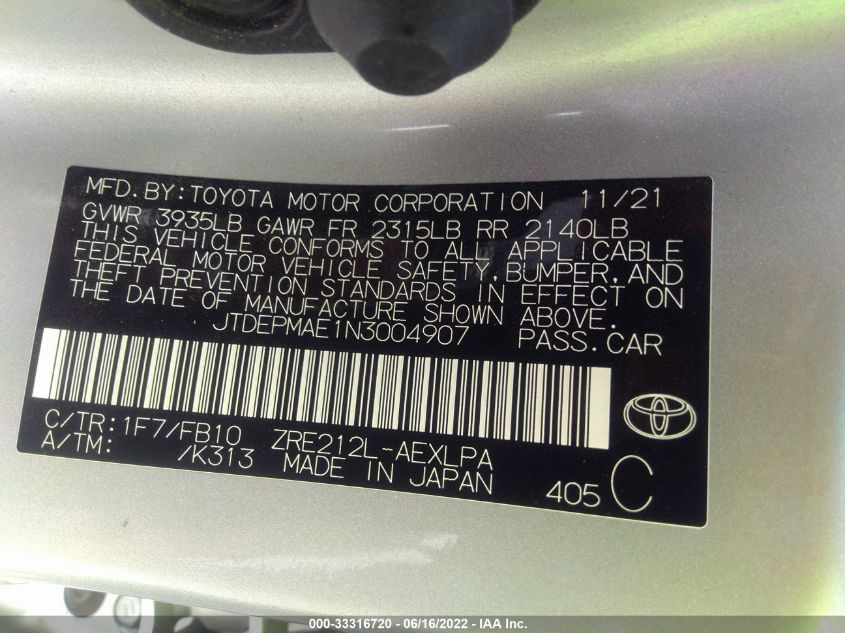 MFD.BY:TOYOTA MOTOR CORPORATION 11/21
GVWR 3935LB GAWR FR 2315LB RR 2140LB
THIS VEHICLE CONFORMS TO ALL APPLICABLE
FEDERAL MOTOR VEHICLE SAFETY, BUMPER, AND
THEFT PREVENTION STANDARDS IN EFFECT ON
THE DATE OF MANUFACTURE SHOWN ABOVE.
JTDEPMAE1N3004907 PASS.CAR
C/TR:1F7/FB10 ZRE212L-AEXLPA
A/TM: /K313 MADE IN JAPAN
405 C
000-33316720 - 06/16/2022 - IAA Inc.